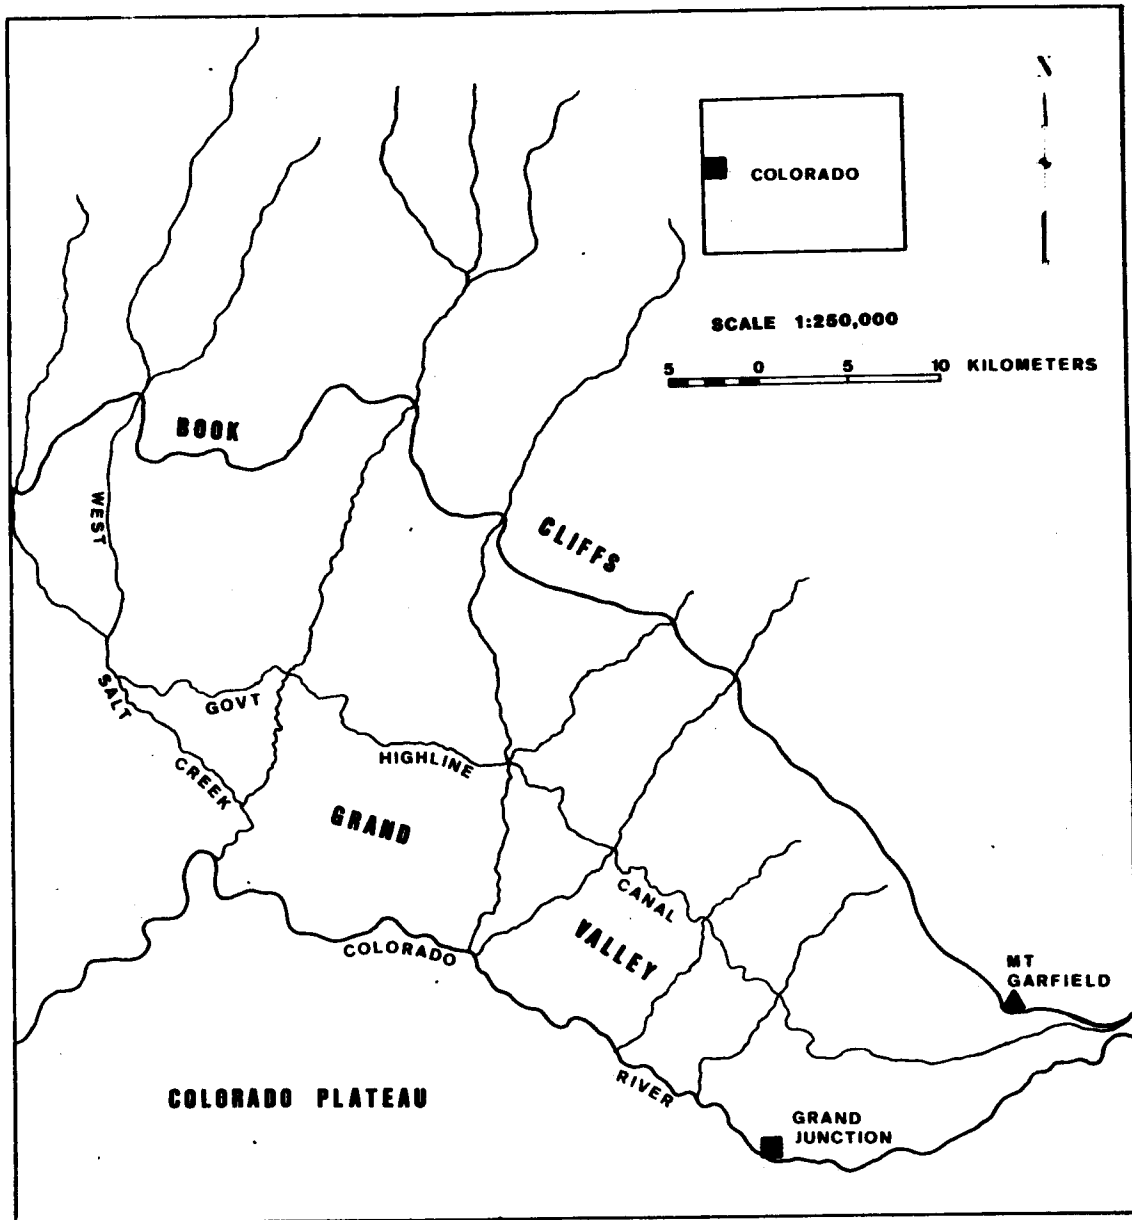 N
COLORADO
SCALE 1:250,000
5 0 5 10 KILOMETERS
BOOK
WEST
CLIFFS
SALT
GOVT
CREEK
HIGHLINE
GRAND
CANAL
VALLEY
COLORADO
MT
GARFIELD
RIVER
COLORADO PLATEAU
GRAND
JUNCTION